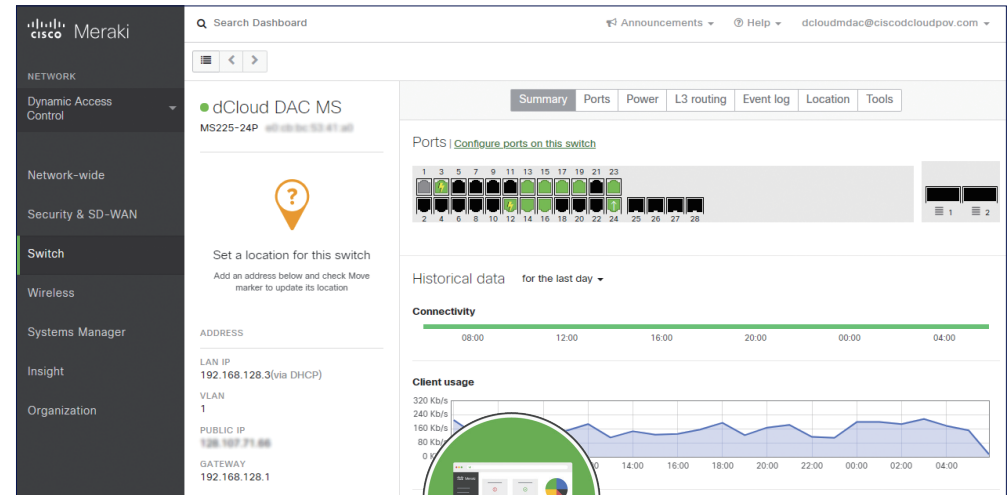 cisco Meraki
NETWORK
Dynamic Access
Control
Network-wide
Security & SD-WAN
Switch
Wireless
Systems Manager
Insight
Organization
Search Dashboard
Announcements
Help
dcloudmdac@ciscodcloudpov.com
dCloud DAC MS
MS225-24P
Set a location for this switch
Add an address below and check Move
marker to update its location
ADDRESS
LAN IP
192.168.128.3(via DHCP)
VLAN
1
PUBLIC IP
GATEWAY
192.168.128.1
Summary Ports Power L3 routing Event log Location Tools
Ports | Configure ports on this switch
1 3 5 7 9 11 13 15 17 19 21 23
2 4 6 8 10 12 14 16 18 20 22 24 25 26 27 28
1 2
Historical data for the last day
Connectivity
08:00 12:00 16:00 20:00 00:00 04:00
Client usage
320 Kb/s
240 Kb/s
160 Kb/s
80 Kb/
14:00 16:00 18:00 20:00 22:00 00:00 02:00 04:00